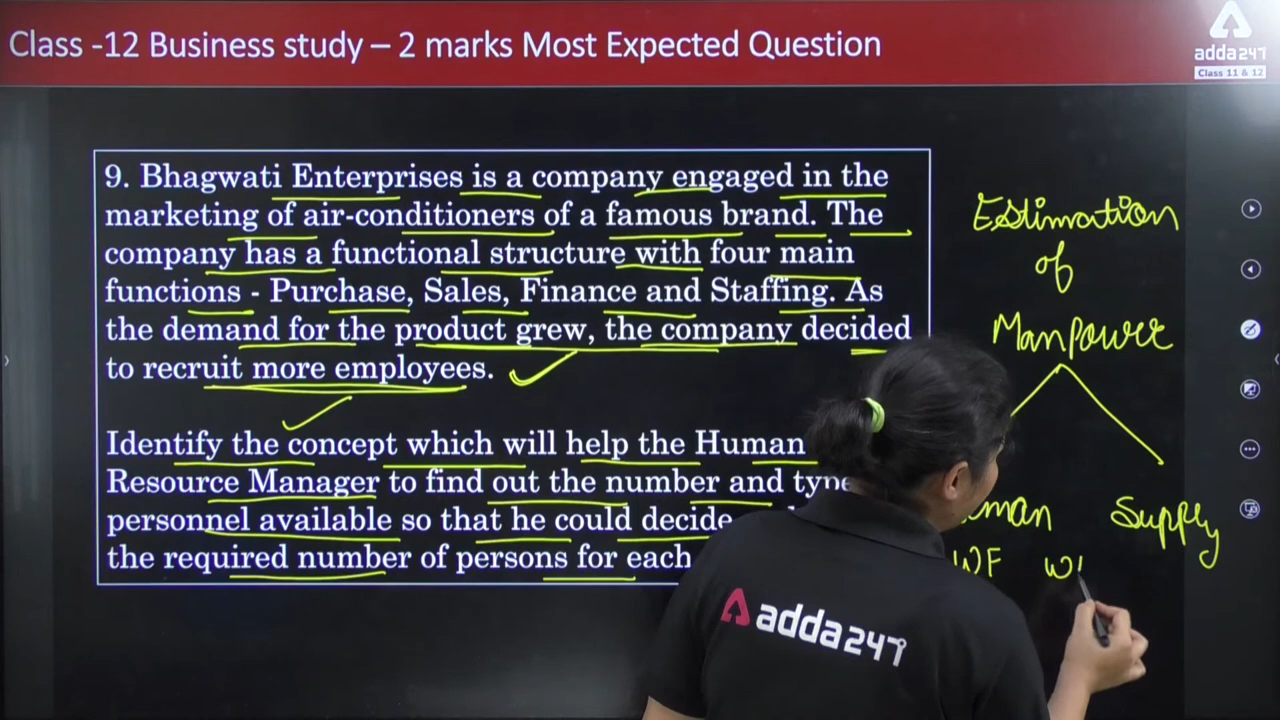 Class -12 Business study – 2 marks Most Expected Question
adda247
Class 11 & 12
9. Bhagwati Enterprises is a company engaged in the
marketing of air-conditioners of a famous brand. The
company has a functional structure with four main
functions - Purchase, Sales, Finance and Staffing. As
the demand for the product grew, the company decided
to recruit more employees.
Identify the concept which will help the Human
Resource Manager to find out the number and type
personnel available so that he could decide
the required number of persons for each
Estimation
of
Manpower
Supply
WF
adda247